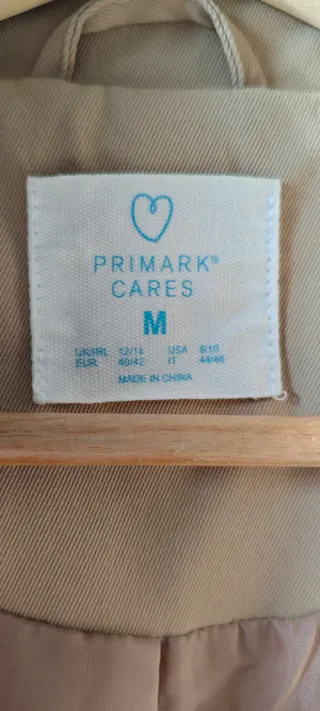 PRIMARK®
CARES
M
UK/IRL 12/14 USA 8/10
EUR 40/42 IT 44/46
MADE IN CHINA